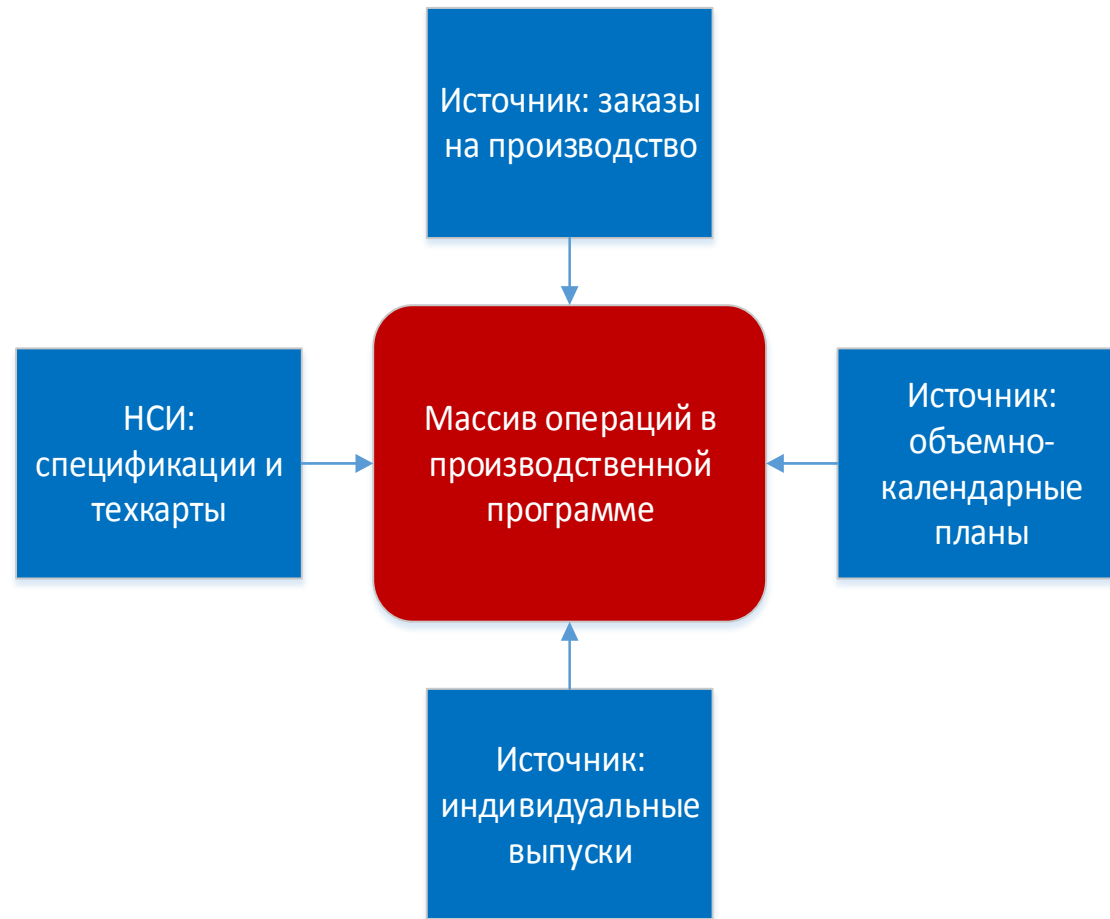 Источник: заказы
на производство
НСИ:
спецификации и
техкарты
Массив операций в
производственной
программе
Источник:
объемно-
календарные
планы
Источник:
индивидуальные
выпуски